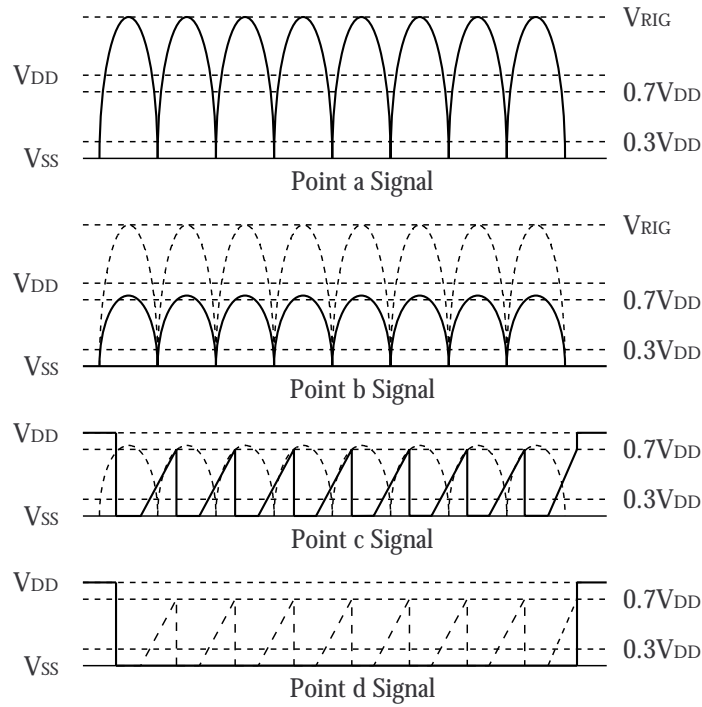 VRIG
VDD
0.7VDD
0.3VDD
VSS
Point a Signal
VRIG
VDD
0.7VDD
0.3VDD
VSS
Point b Signal
VDD
0.7VDD
0.3VDD
VSS
Point c Signal
VDD
0.7VDD
0.3VDD
VSS
Point d Signal